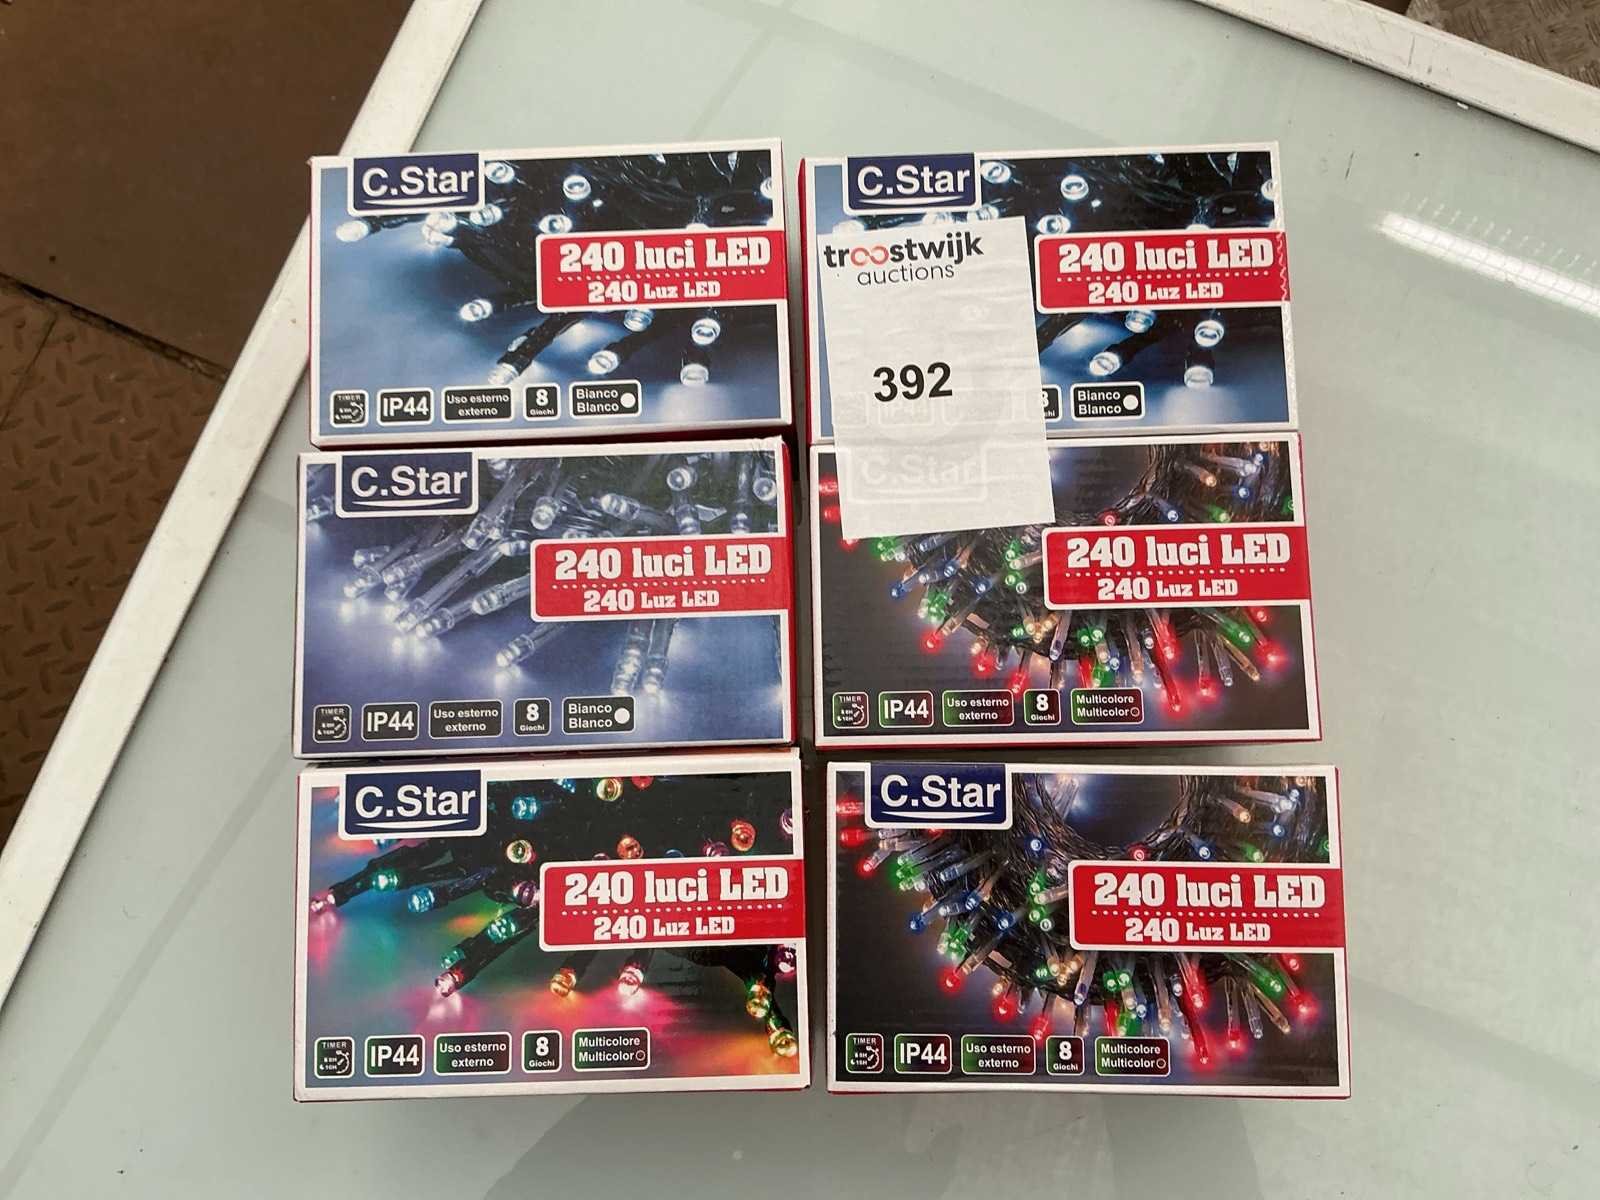 C.Star
240 luci LED
240 Luz LED
TIMER
IP44
Uso esterno
externo
8
Giochi
Bianco
Blanco
C.Star
troostwijk
auctions
392
240 luci LED
240 Luz LED
Bianco
Blanco
C.Star
240 luci LED
240 Luz LED
TIMER
8 0H
16H
IP44
Uso esterno
externo
8
Giochi
Bianco
Blanco
C.Star
240 luci LED
240 Luz LED
TIMER
IP44
Uso esterno
externo
8
Giochi
Multicolore
Multicolor
C.Star
240 luci LED
240 Luz LED
TIMER
IP44
Uso esterno
externo
8
Giochi
Multicolore
Multicolor
C.Star
240 luci LED
240 Luz LED
TIMER
IP44
Uso esterno
externo
8
Giochi
Multicolore
Multicolor